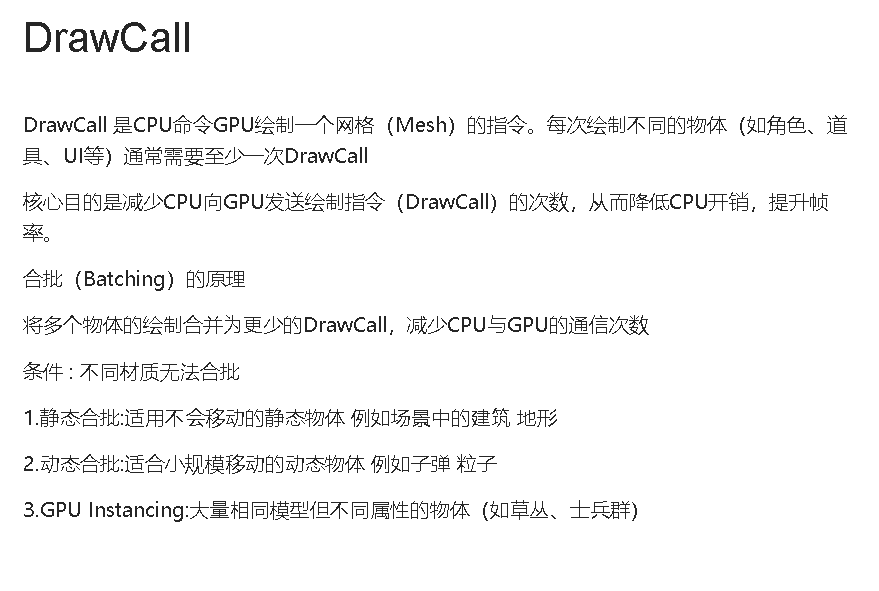 DrawCall
DrawCall 是CPU命令GPU绘制一个网格（Mesh）的指令。每次绘制不同的物体（如角色、道
具、UI等）通常需要至少一次DrawCall
核心目的是减少CPU向GPU发送绘制指令（DrawCall）的次数，从而降低CPU开销，提升帧
率。
合批（Batching）的原理
将多个物体的绘制合并为更少的DrawCall，减少CPU与GPU的通信次数
条件 : 不同材质无法合批
1.静态合批:适用不会移动的静态物体 例如场景中的建筑 地形
2.动态合批:适合小规模移动的动态物体 例如子弹 粒子
3.GPU Instancing:大量相同模型但不同属性的物体（如草丛、士兵群）